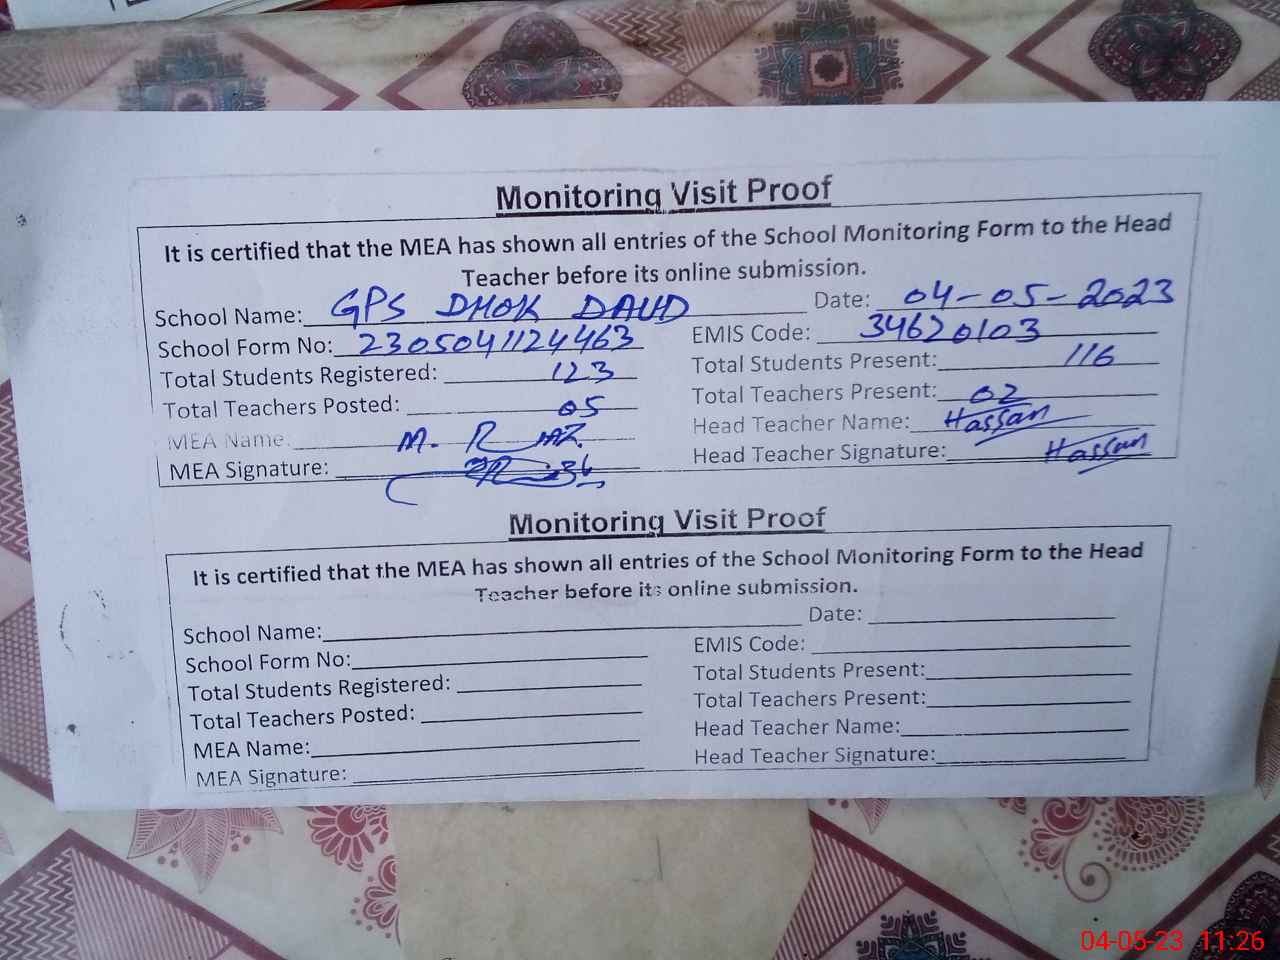 Monitoring Visit Proof
It is certified that the MEA has shown all entries of the School Monitoring Form to the Head
Teacher before its online submission.
School Name: GPS DHOK DAUD Date: 04-05-2023
School Form No: 2305041124463 EMIS Code: 34620103
Total Students Registered: 123 Total Students Present: 116
Total Teachers Posted: 05 Total Teachers Present: 02
MEA Name: M. R Head Teacher Name: Hassan
MEA Signature: Head Teacher Signature: Hassan
Monitoring Visit Proof
It is certified that the MEA has shown all entries of the School Monitoring Form to the Head
Teacher before its online submission.
School Name: Date:
School Form No: EMIS Code:
Total Students Registered: Total Students Present:
Total Teachers Posted: Total Teachers Present:
MEA Name: Head Teacher Name:
MEA Signature: Head Teacher Signature:
04-05-23 11:26